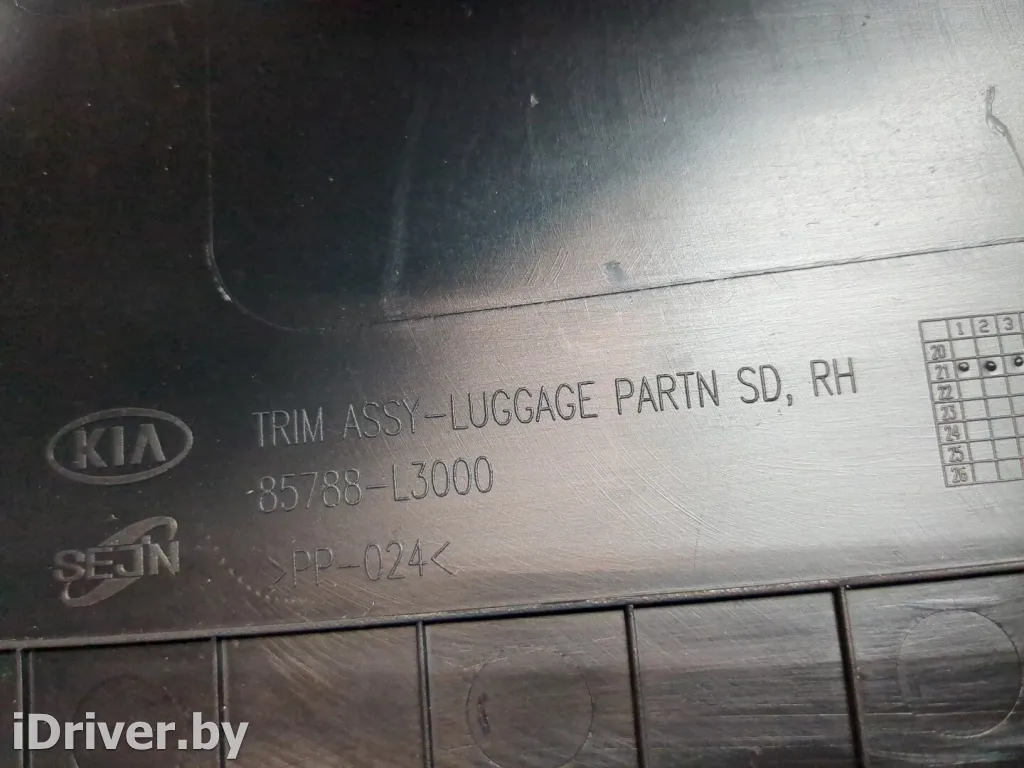 1 2 3
20
21
22
23
24
25
26
KIA
TRIM ASSY-LUGGAGE PARTN SD, RH
85788-L3000
SEJIN
>PP-024<
iDriver.by